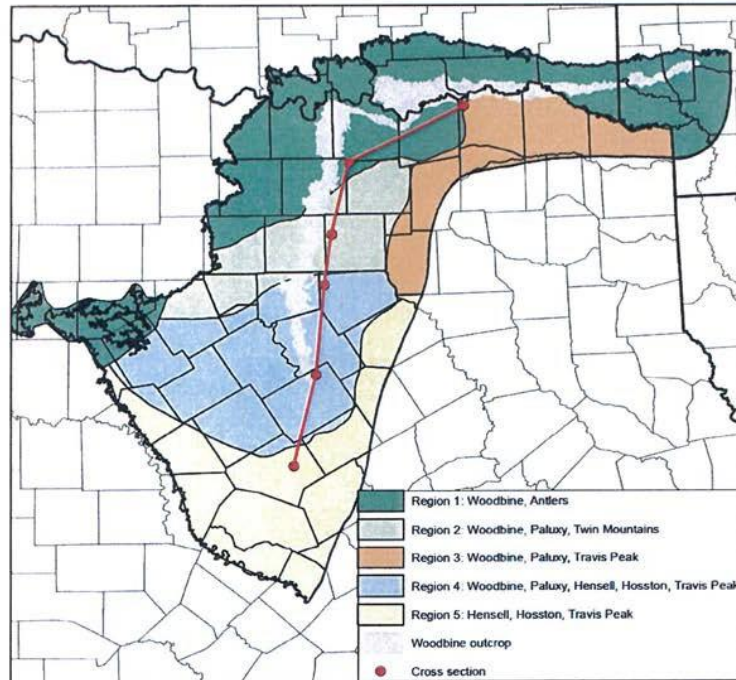 Region 1: Woodbine, Antlers
Region 2: Woodbine, Paluxy, Twin Mountains
Region 3: Woodbine, Paluxy, Travis Peak
Region 4: Woodbine, Paluxy, Hensell, Hosston, Travis Peak
Region 5: Hensell, Hosston, Travis Peak
Woodbine outcrop
Cross section